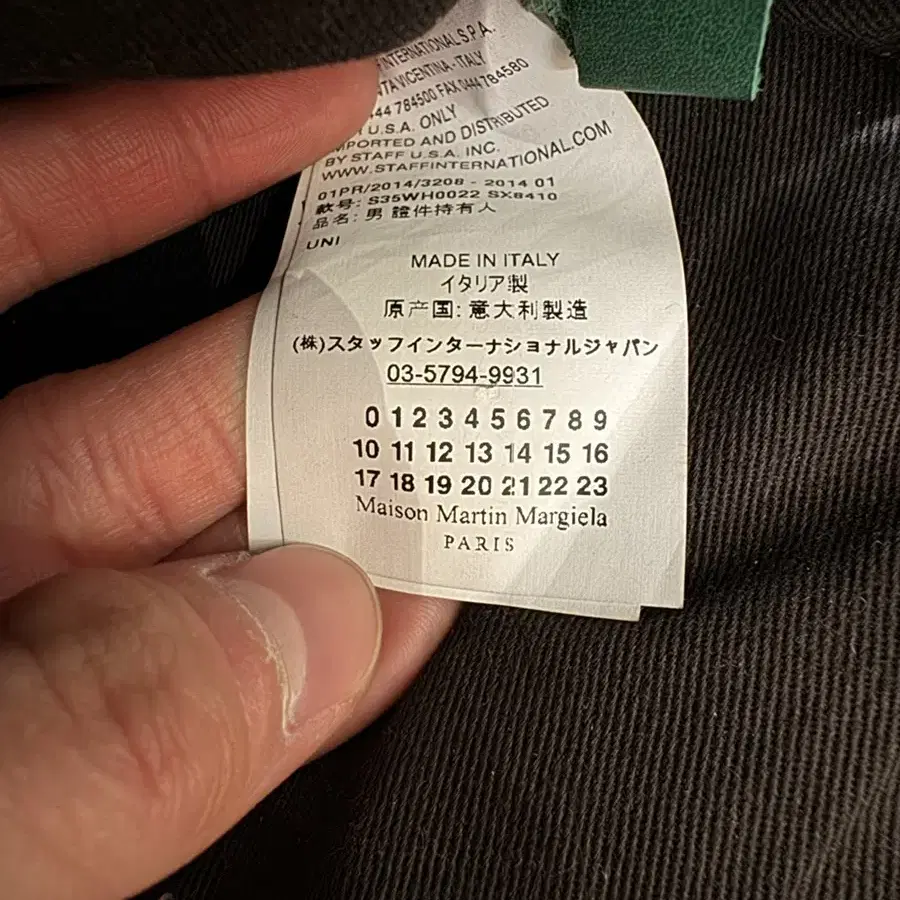 INTERNATIONAL S.P.A.
VICENTINA - ITALY
784500 FAX 0444 784580
U.S.A. ONLY
IMPORTED AND DISTRIBUTED
BY STAFF U.S.A. INC.
WWW.STAFFINTERNATIONAL.COM
01PR/2014/3208 - 2014 01
款号: S35WH0022 SX8410
品名: 男 證件持有人
UNI
MADE IN ITALY
イタリア製
原产国: 意大利製造
(株)スタッフインターナショナルジャパン
03-5794-9931
0 1 2 3 4 5 6 7 8 9
10 11 12 13 14 15 16
17 18 19 20 21 22 23
Maison Martin Margiela
PARIS